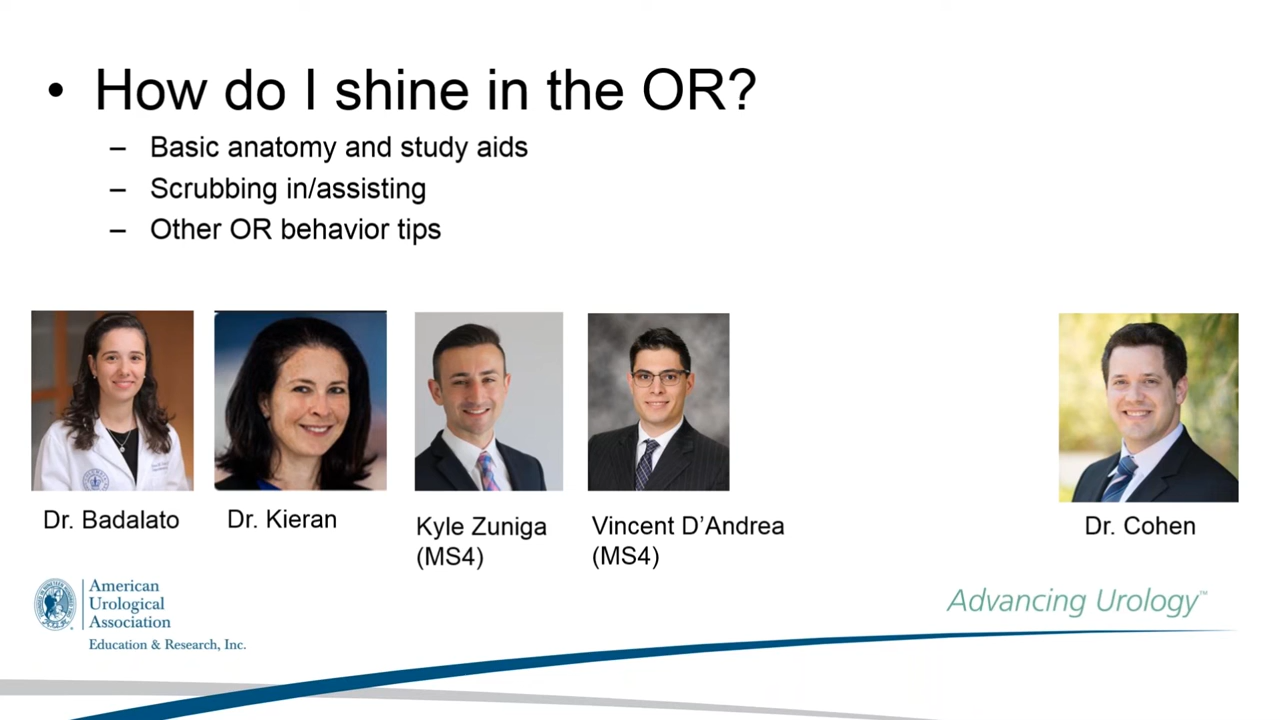 • How do I shine in the OR?
– Basic anatomy and study aids
– Scrubbing in/assisting
– Other OR behavior tips
Dr. Badalato
Dr. Kieran
Kyle Zuniga
(MS4)
Vincent D’Andrea
(MS4)
Dr. Cohen
American
Urological
Association
Education & Research, Inc.
Advancing Urology™